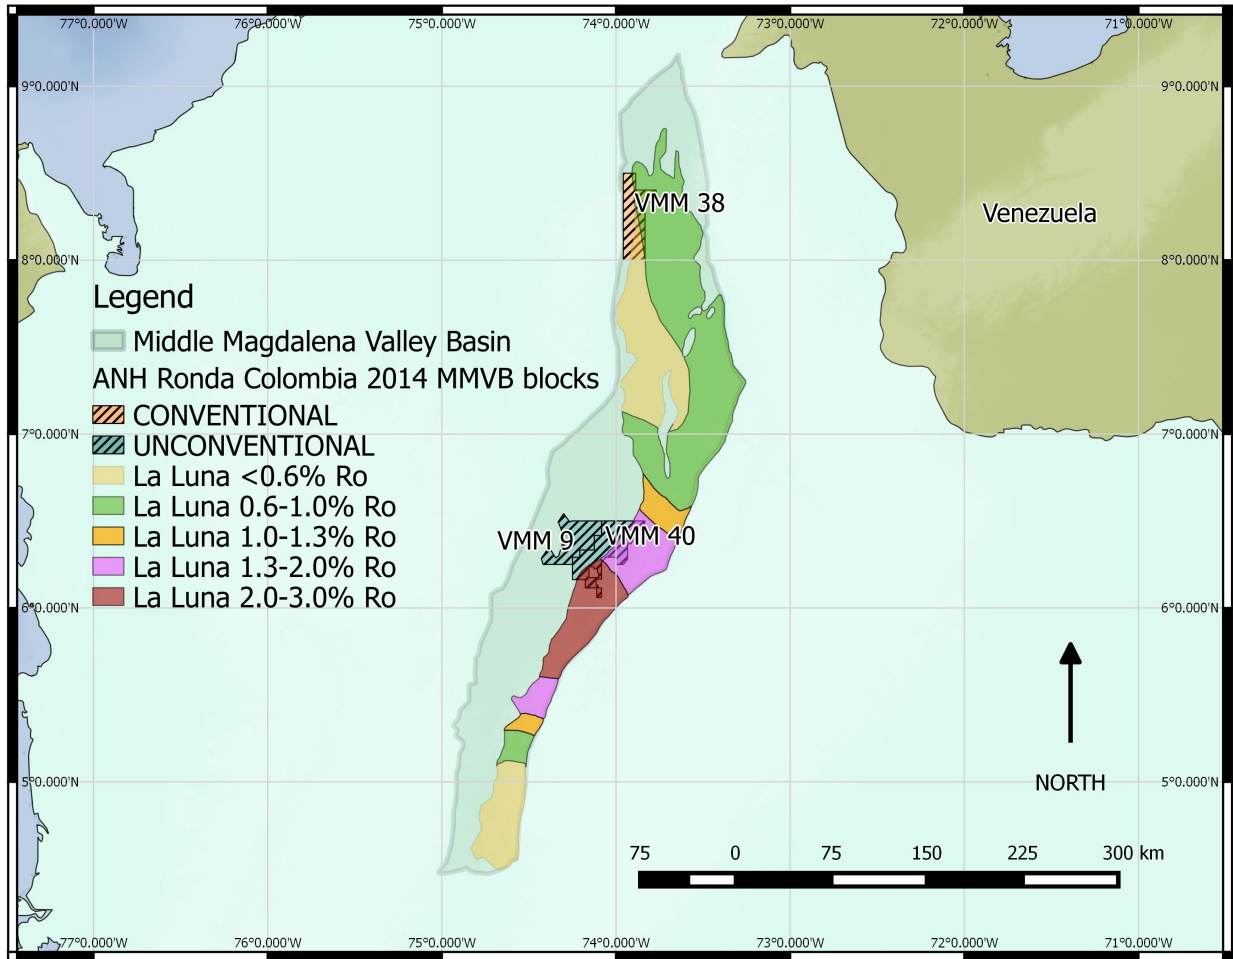 77°0.000'W 76°0.000'W 75°0.000'W 74°0.000'W 73°0.000'W 72°0.000'W 71°0.000'W
9°0.000'N 9°0.000'N
VMM 38
Venezuela
8°0.000'N 8°0.000'N
Legend
Middle Magdalena Valley Basin
ANH Ronda Colombia 2014 MMVB blocks
CONVENTIONAL
7°0.000'N 7°0.000'N
UNCONVENTIONAL
La Luna <0.6% Ro
La Luna 0.6-1.0% Ro
La Luna 1.0-1.3% Ro
VMM 9 VMM 40
La Luna 1.3-2.0% Ro
La Luna 2.0-3.0% Ro
6°0.000'N 6°0.000'N
NORTH
5°0.000'N 5°0.000'N
75 0 75 150 225 300 km
77°0.000'W 76°0.000'W 75°0.000'W 74°0.000'W 73°0.000'W 72°0.000'W 71°0.000'W